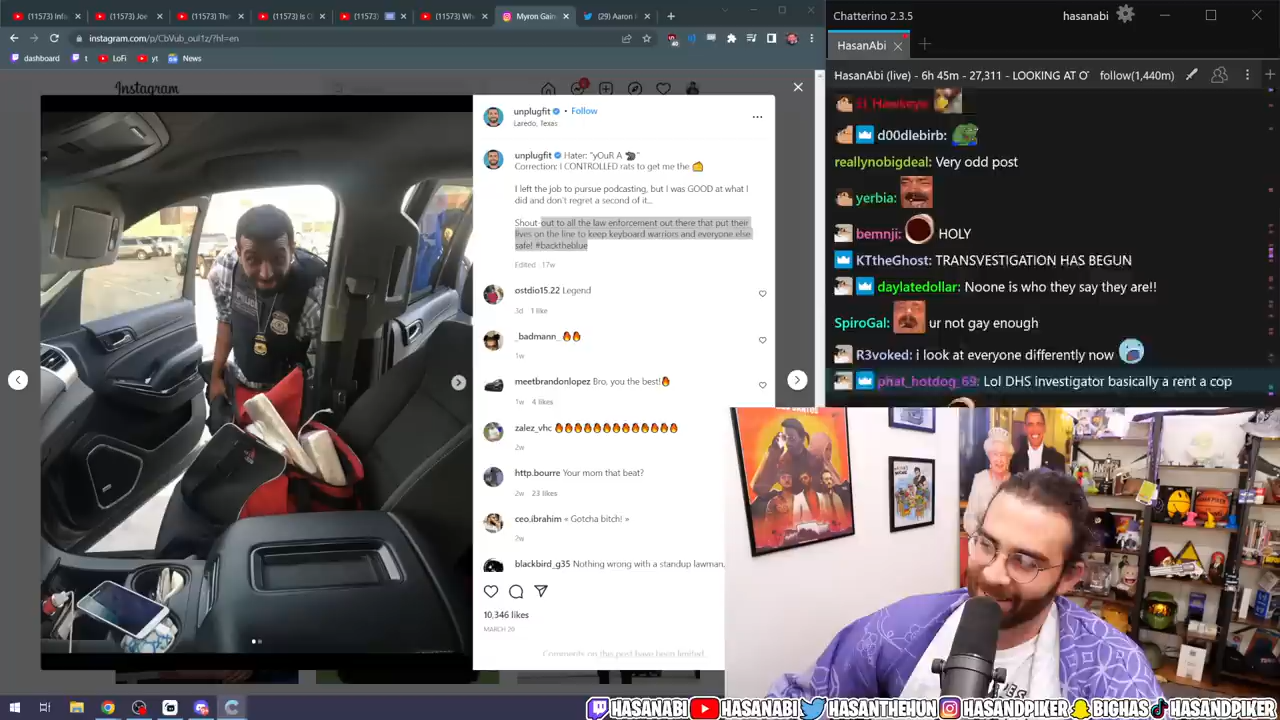 (11573) Infa
(11573) Joe
(11573) The
(11573) Is C
(11573)
(11573) Wh
Myron Gain
(29) Aaron
instagram.com/p/CbVub_ouI1z/?hl=en
dashboard
t
LoFi
yt
News
Instagram
unplugfit • Follow
Laredo, Texas
unplugfit Hater: "yOuR A 🐀"
Correction: I CONTROLLED rats to get me the 🧀
I left the job to pursue podcasting, but I was GOOD at what I
did and don't regret a second of it...
Shout-out to all the law enforcement out there that put their
lives on the line to keep keyboard warriors and everyone else
safe! #backtheblue
Edited · 17w
ostdio15.22 Legend
3d 1 like
_badmann_ 🔥🔥
1w
meetbrandonlopez Bro, you the best!🔥
1w 4 likes
zalez_vhc 🔥🔥🔥🔥🔥🔥🔥🔥🔥🔥🔥🔥🔥
2w
http.bourre Your mom that beat?
2w 23 likes
ceo.ibrahim « Gotcha bitch! »
?w
blackbird_g35 Nothing wrong with a standup lawman.
10,346 likes
MARCH 20
Comments on this post have been limited.
Chatterino 2.3.5
hasanabi
HasanAbi
HasanAbi (live) - 6h 45m - 27,311 - LOOKING AT O'
follow(1,440m)
El_Hawkeye
d00dlebirb:
reallynobigdeal: Very odd post
yerbia:
bemnji: HOLY
KTtheGhost: TRANSVESTIGATION HAS BEGUN
daylatedollar: Noone is who they say they are!!
SpiroGal: ur not gay enough
R3voked: i look at everyone differently now
phat_hotdog_69: Lol DHS investigator basically a rent a cop
HASANABI
HASANABI
HASANTHEHUN
HASANDPIKER
BIGHAS
HASANDPIKER